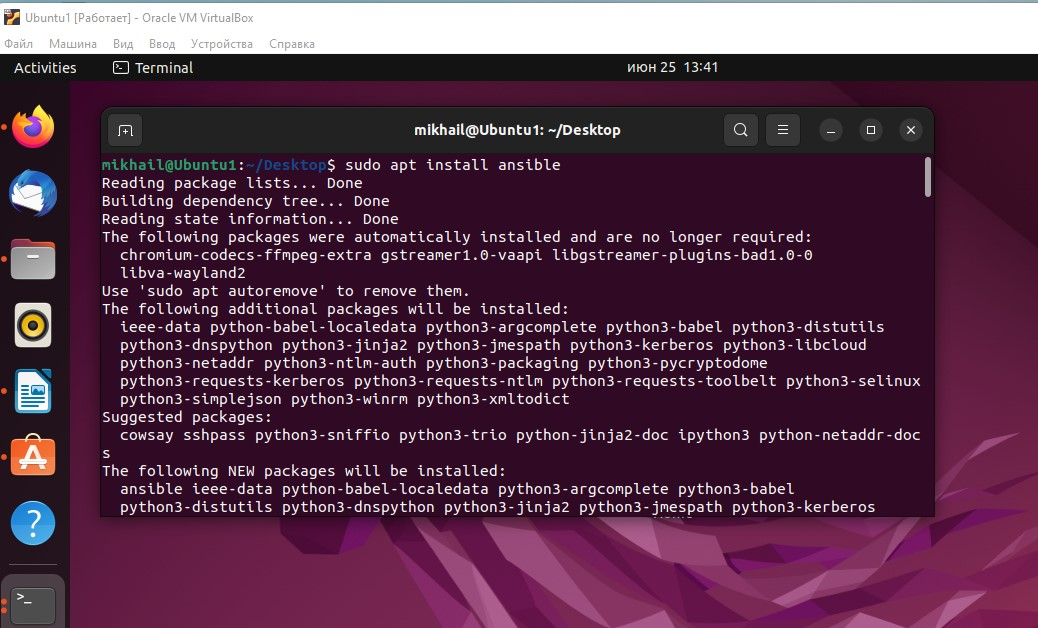 Ubuntu1 [Работает] - Oracle VM VirtualBox
Файл Машина Вид Ввод Устройства Справка
Activities Terminal июн 25 13:41
mikhail@Ubuntu1: ~/Desktop
mikhail@Ubuntu1:~/Desktop$ sudo apt install ansible
Reading package lists... Done
Building dependency tree... Done
Reading state information... Done
The following packages were automatically installed and are no longer required:
chromium-codecs-ffmpeg-extra gstreamer1.0-vaapi libgstreamer-plugins-bad1.0-0
libva-wayland2
Use 'sudo apt autoremove' to remove them.
The following additional packages will be installed:
ieee-data python-babel-localedata python3-argcomplete python3-babel python3-distutils
python3-dnspython python3-jinja2 python3-jmespath python3-kerberos python3-libcloud
python3-netaddr python3-ntlm-auth python3-packaging python3-pycryptodome
python3-requests-kerberos python3-requests-ntlm python3-requests-toolbelt python3-selinux
python3-simplejson python3-winrm python3-xmltodict
Suggested packages:
cowsay sshpass python3-sniffio python3-trio python-jinja2-doc ipython3 python-netaddr-doc
s
The following NEW packages will be installed:
ansible ieee-data python-babel-localedata python3-argcomplete python3-babel
python3-distutils python3-dnspython python3-jinja2 python3-jmespath python3-kerberos